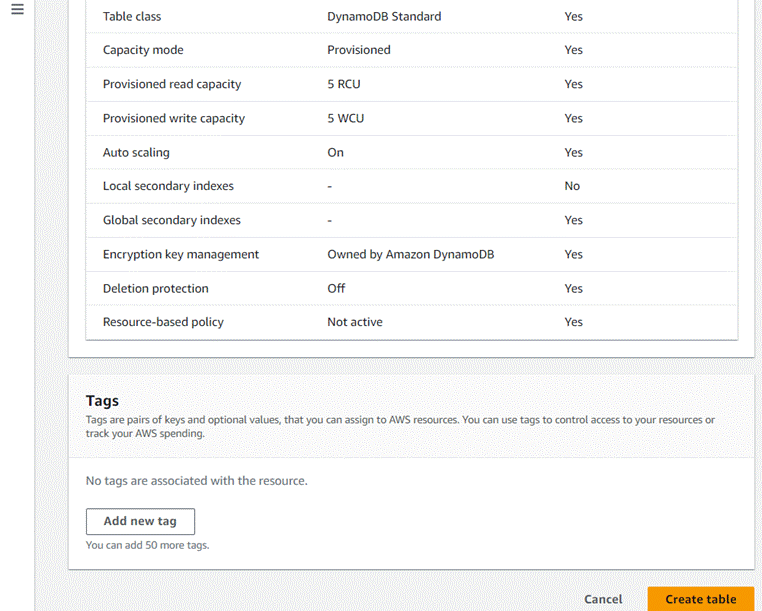 Table class DynamoDB Standard Yes
Capacity mode Provisioned Yes
Provisioned read capacity 5 RCU Yes
Provisioned write capacity 5 WCU Yes
Auto scaling On Yes
Local secondary indexes - No
Global secondary indexes - Yes
Encryption key management Owned by Amazon DynamoDB Yes
Deletion protection Off Yes
Resource-based policy Not active Yes
Tags
Tags are pairs of keys and optional values, that you can assign to AWS resources. You can use tags to control access to your resources or
track your AWS spending.
No tags are associated with the resource.
Add new tag
You can add 50 more tags.
Cancel Create table